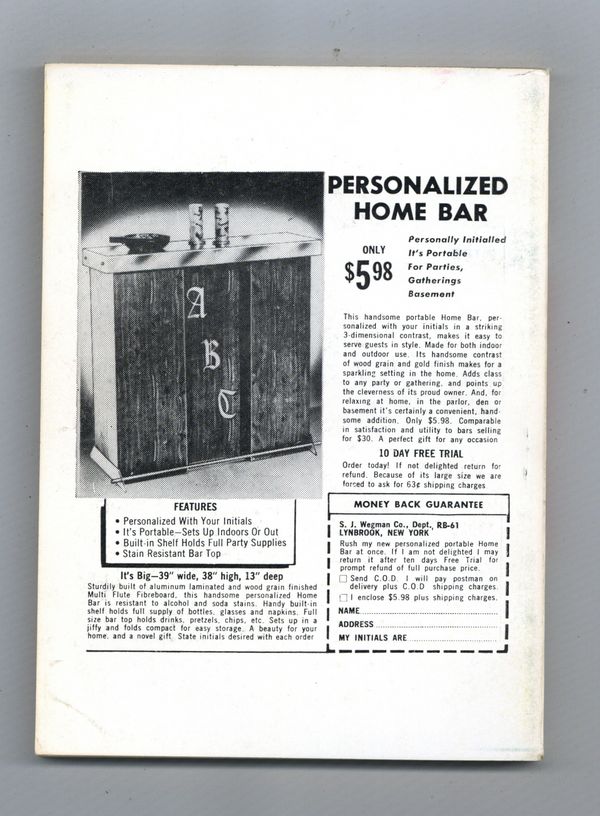 PERSONALIZED
HOME BAR
ONLY
$5.98
Personally Initialled
It's Portable
For Parties,
Gatherings
Basement
A
B
C
This handsome portable Home Bar, per-
sonalized with your initials in a striking
3-dimensional contrast, makes it easy to
serve guests in style. Made for both indoor
and outdoor use. Its handsome contrast
of wood grain and gold finish makes for a
sparkling setting in the home. Adds class
to any party or gathering, and points up
the cleverness of its proud owner. And, for
relaxing at home, in the parlor, den or
basement it's certainly a convenient, hand-
some addition. Only $5.98. Comparable
in satisfaction and utility to bars selling
for $30. A perfect gift for any occasion
10 DAY FREE TRIAL
Order today! If not delighted return for
refund. Because of its large size we are
forced to ask for 63¢ shipping charges
FEATURES
• Personalized With Your Initials
• It's Portable—Sets Up Indoors Or Out
• Built-in Shelf Holds Full Party Supplies
• Stain Resistant Bar Top
It's Big—39" wide, 38" high, 13" deep
Sturdily built of aluminum laminated and wood grain finished
Multi Flute Fibreboard, this handsome personalized Home
Bar is resistant to alcohol and soda stains. Handy built-in
shelf holds full supply of bottles, glasses and napkins. Full
size bar top holds drinks, pretzels, chips, etc. Sets up in a
jiffy and folds compact for easy storage. A beauty for your
home, and a novel gift. State initials desired with each order
MONEY BACK GUARANTEE
S. J. Wegman Co., Dept. RB-61
LYNBROOK, NEW YORK
Rush my new personalized portable Home
Bar at once. If I am not delighted I may
return it after ten days Free Trial for
prompt refund of full purchase price.
☐ Send C.O.D. I will pay postman on
delivery plus C.O.D shipping charges.
☐ I enclose $5.98 plus shipping charges.
NAME
ADDRESS
MY INITIALS ARE